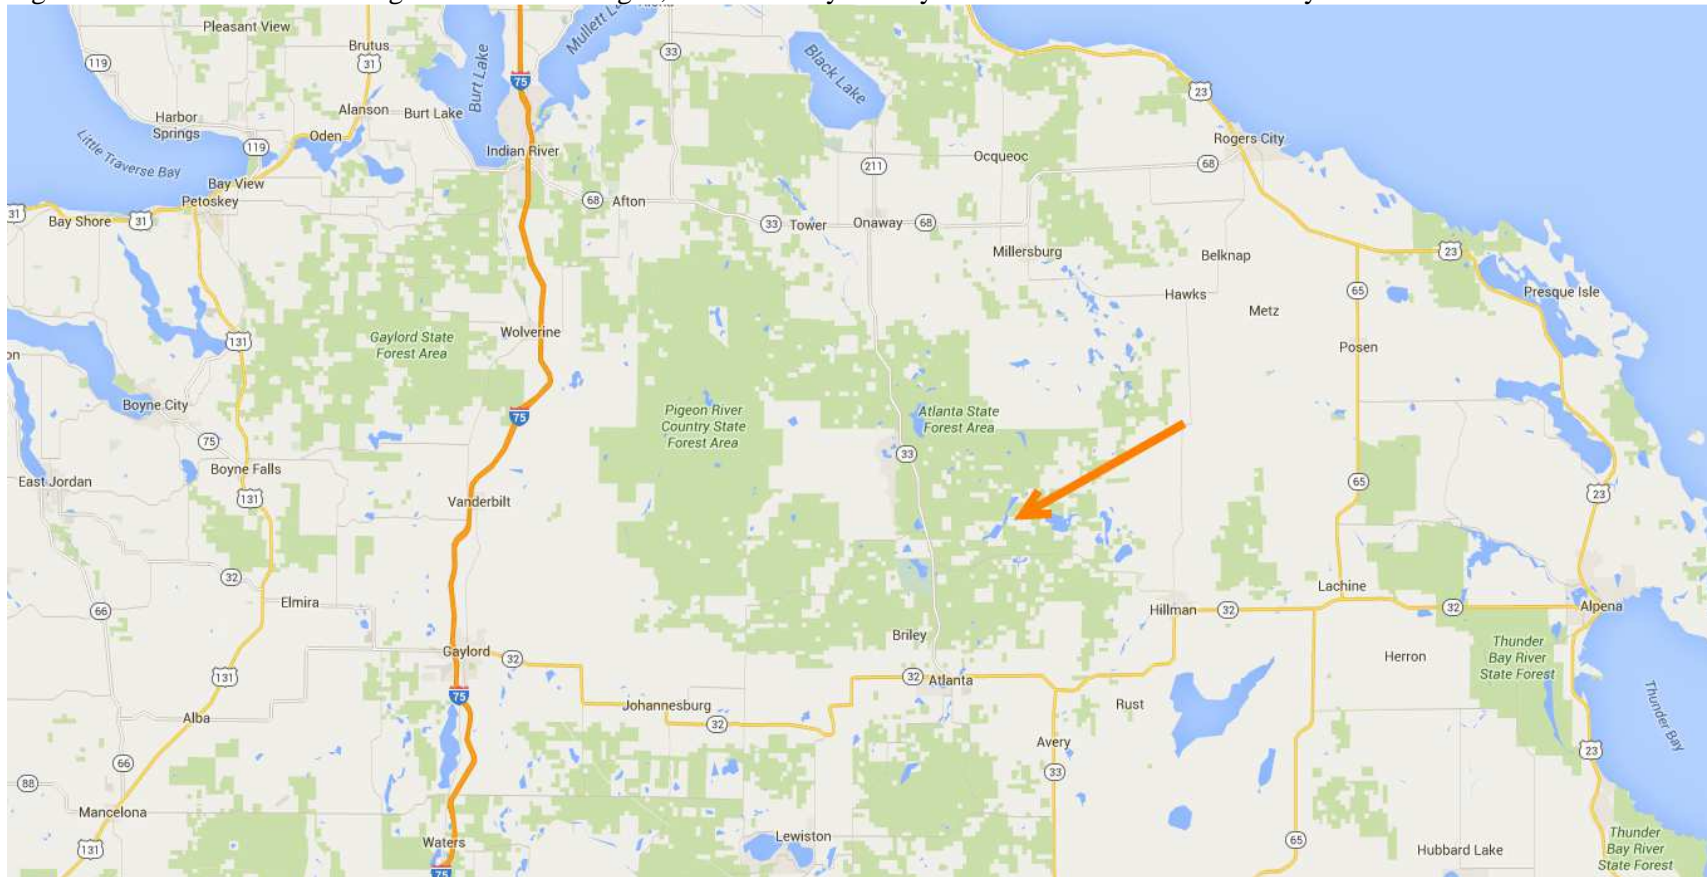 Pleasant View
Brutus
31
119
Burt Lake
Mullett
75
33
Black Lake
23
Harbor
Springs
Alanson
Burt Lake
Oden
119
Little Traverse Bay
Indian River
Rogers City
Ocqueoc
68
211
Bay View
Petoskey
68
Afton
31
Bay Shore
31
33
Tower
Onaway
68
Millersburg
Belknap
23
65
Hawks
Presque Isle
Metz
Gaylord State
Forest Area
Wolverine
131
Posen
Boyne City
75
Pigeon River
Country State
Forest Area
Atlanta State
Forest Area
75
33
Boyne Falls
East Jordan
131
Vanderbilt
65
23
32
Elmira
66
Lachine
Hillman
32
32
Alpena
Briley
Gaylord
32
Thunder
Bay River
State Forest
Herron
131
75
32
Atlanta
Rust
Johannesburg
32
Alba
Thunder Bay
Avery
66
33
23
88
Mancelona
131
Waters
75
Lewiston
65
Hubbard Lake
Thunder
Bay River
State Forest